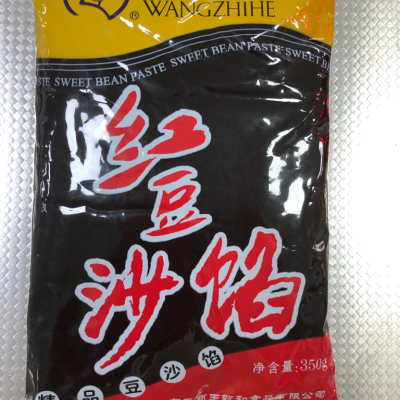 ® WANGZHIHE
STE SWEET BEAN PASTE SWEET BEAN PASTE SWEET BEAN
红豆沙馅
净含量:350g
精品豆沙馅